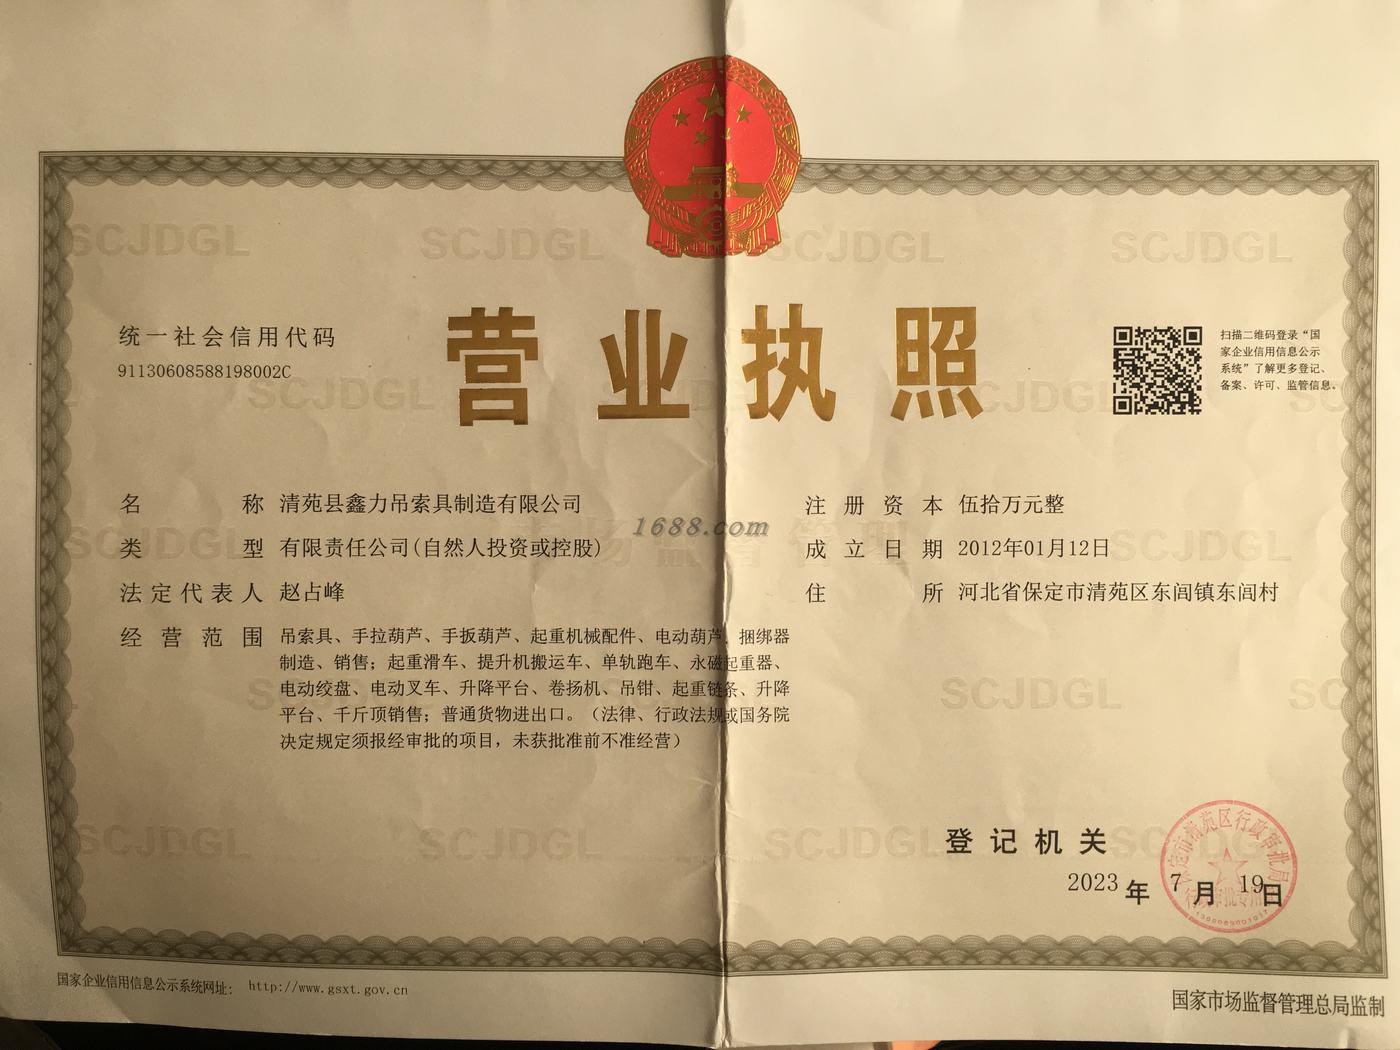 SCJDGL SCJDGL SCJDGL SCJDGL
营业执照
统一社会信用代码
91130608588198002C
扫描二维码登录“国
家企业信用信息公示
系统”了解更多登记、
备案、许可、监管信息。
名称 清苑县鑫力吊索具制造有限公司
类型 有限责任公司(自然人投资或控股)
法定代表人 赵占峰
经营范围 吊索具、手拉葫芦、手扳葫芦、起重机械配件、电动葫芦、捆绑器
制造、销售；起重滑车、提升机搬运车、单轨跑车、永磁起重器、
电动绞盘、电动叉车、升降平台、卷扬机、吊钳、起重链条、升降
平台、千斤顶销售；普通货物进出口。（法律、行政法规或国务院
决定规定须报经审批的项目，未获批准前不准经营）
1688.com
注册资本 伍拾万元整
成立日期 2012年01月12日
住所 河北省保定市清苑区东闾镇东闾村
SCJDGL SCJDGL SCJDGL SCJDGL
登记机关
2023年7月19日
国家企业信用信息公示系统网址： http://www.gsxt.gov.cn
国家市场监督管理总局监制